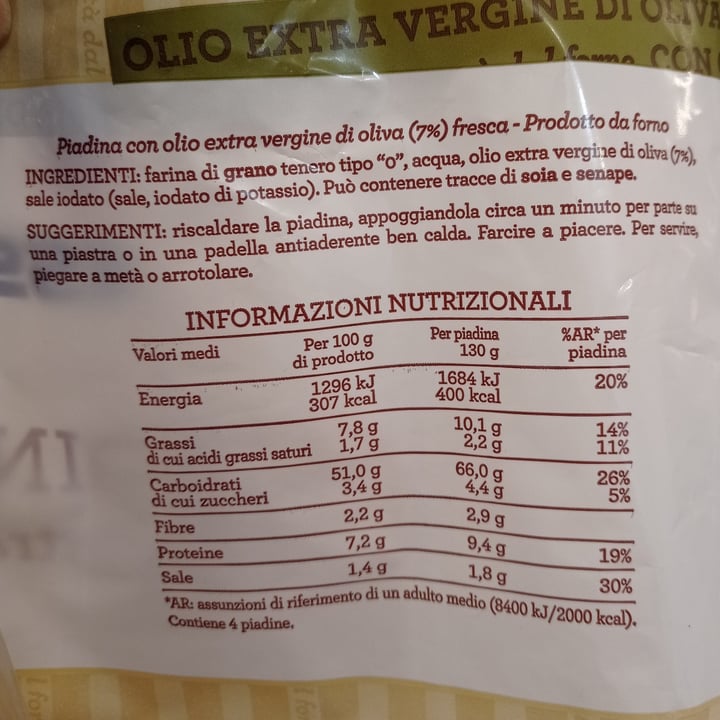 OLIO EXTRA VERGINE DI OLIVA
CON
Piadina con olio extra vergine di oliva (7%) fresca - Prodotto da forno
INGREDIENTI: farina di grano tenero tipo "0", acqua, olio extra vergine di oliva (7%),
sale iodato (sale, iodato di potassio). Può contenere tracce di soia e senape.
SUGGERIMENTI: riscaldare la piadina, appoggiandola circa un minuto per parte su
una piastra o in una padella antiaderente ben calda. Farcire a piacere. Per servire,
piegare a metà o arrotolare.
INFORMAZIONI NUTRIZIONALI
Valori medi Per 100 g di prodotto Per piadina 130 g %AR* per piadina
Energia 1296 kJ 307 kcal 1684 kJ 400 kcal 20%
Grassi 7,8 g 10,1 g 14%
di cui acidi grassi saturi 1,7 g 2,2 g 11%
Carboidrati 51,0 g 66,0 g 26%
di cui zuccheri 3,4 g 4,4 g 5%
Fibre 2,2 g 2,9 g
Proteine 7,2 g 9,4 g 19%
Sale 1,4 g 1,8 g 30%
*AR: assunzioni di riferimento di un adulto medio (8400 kJ/2000 kcal).
Contiene 4 piadine.